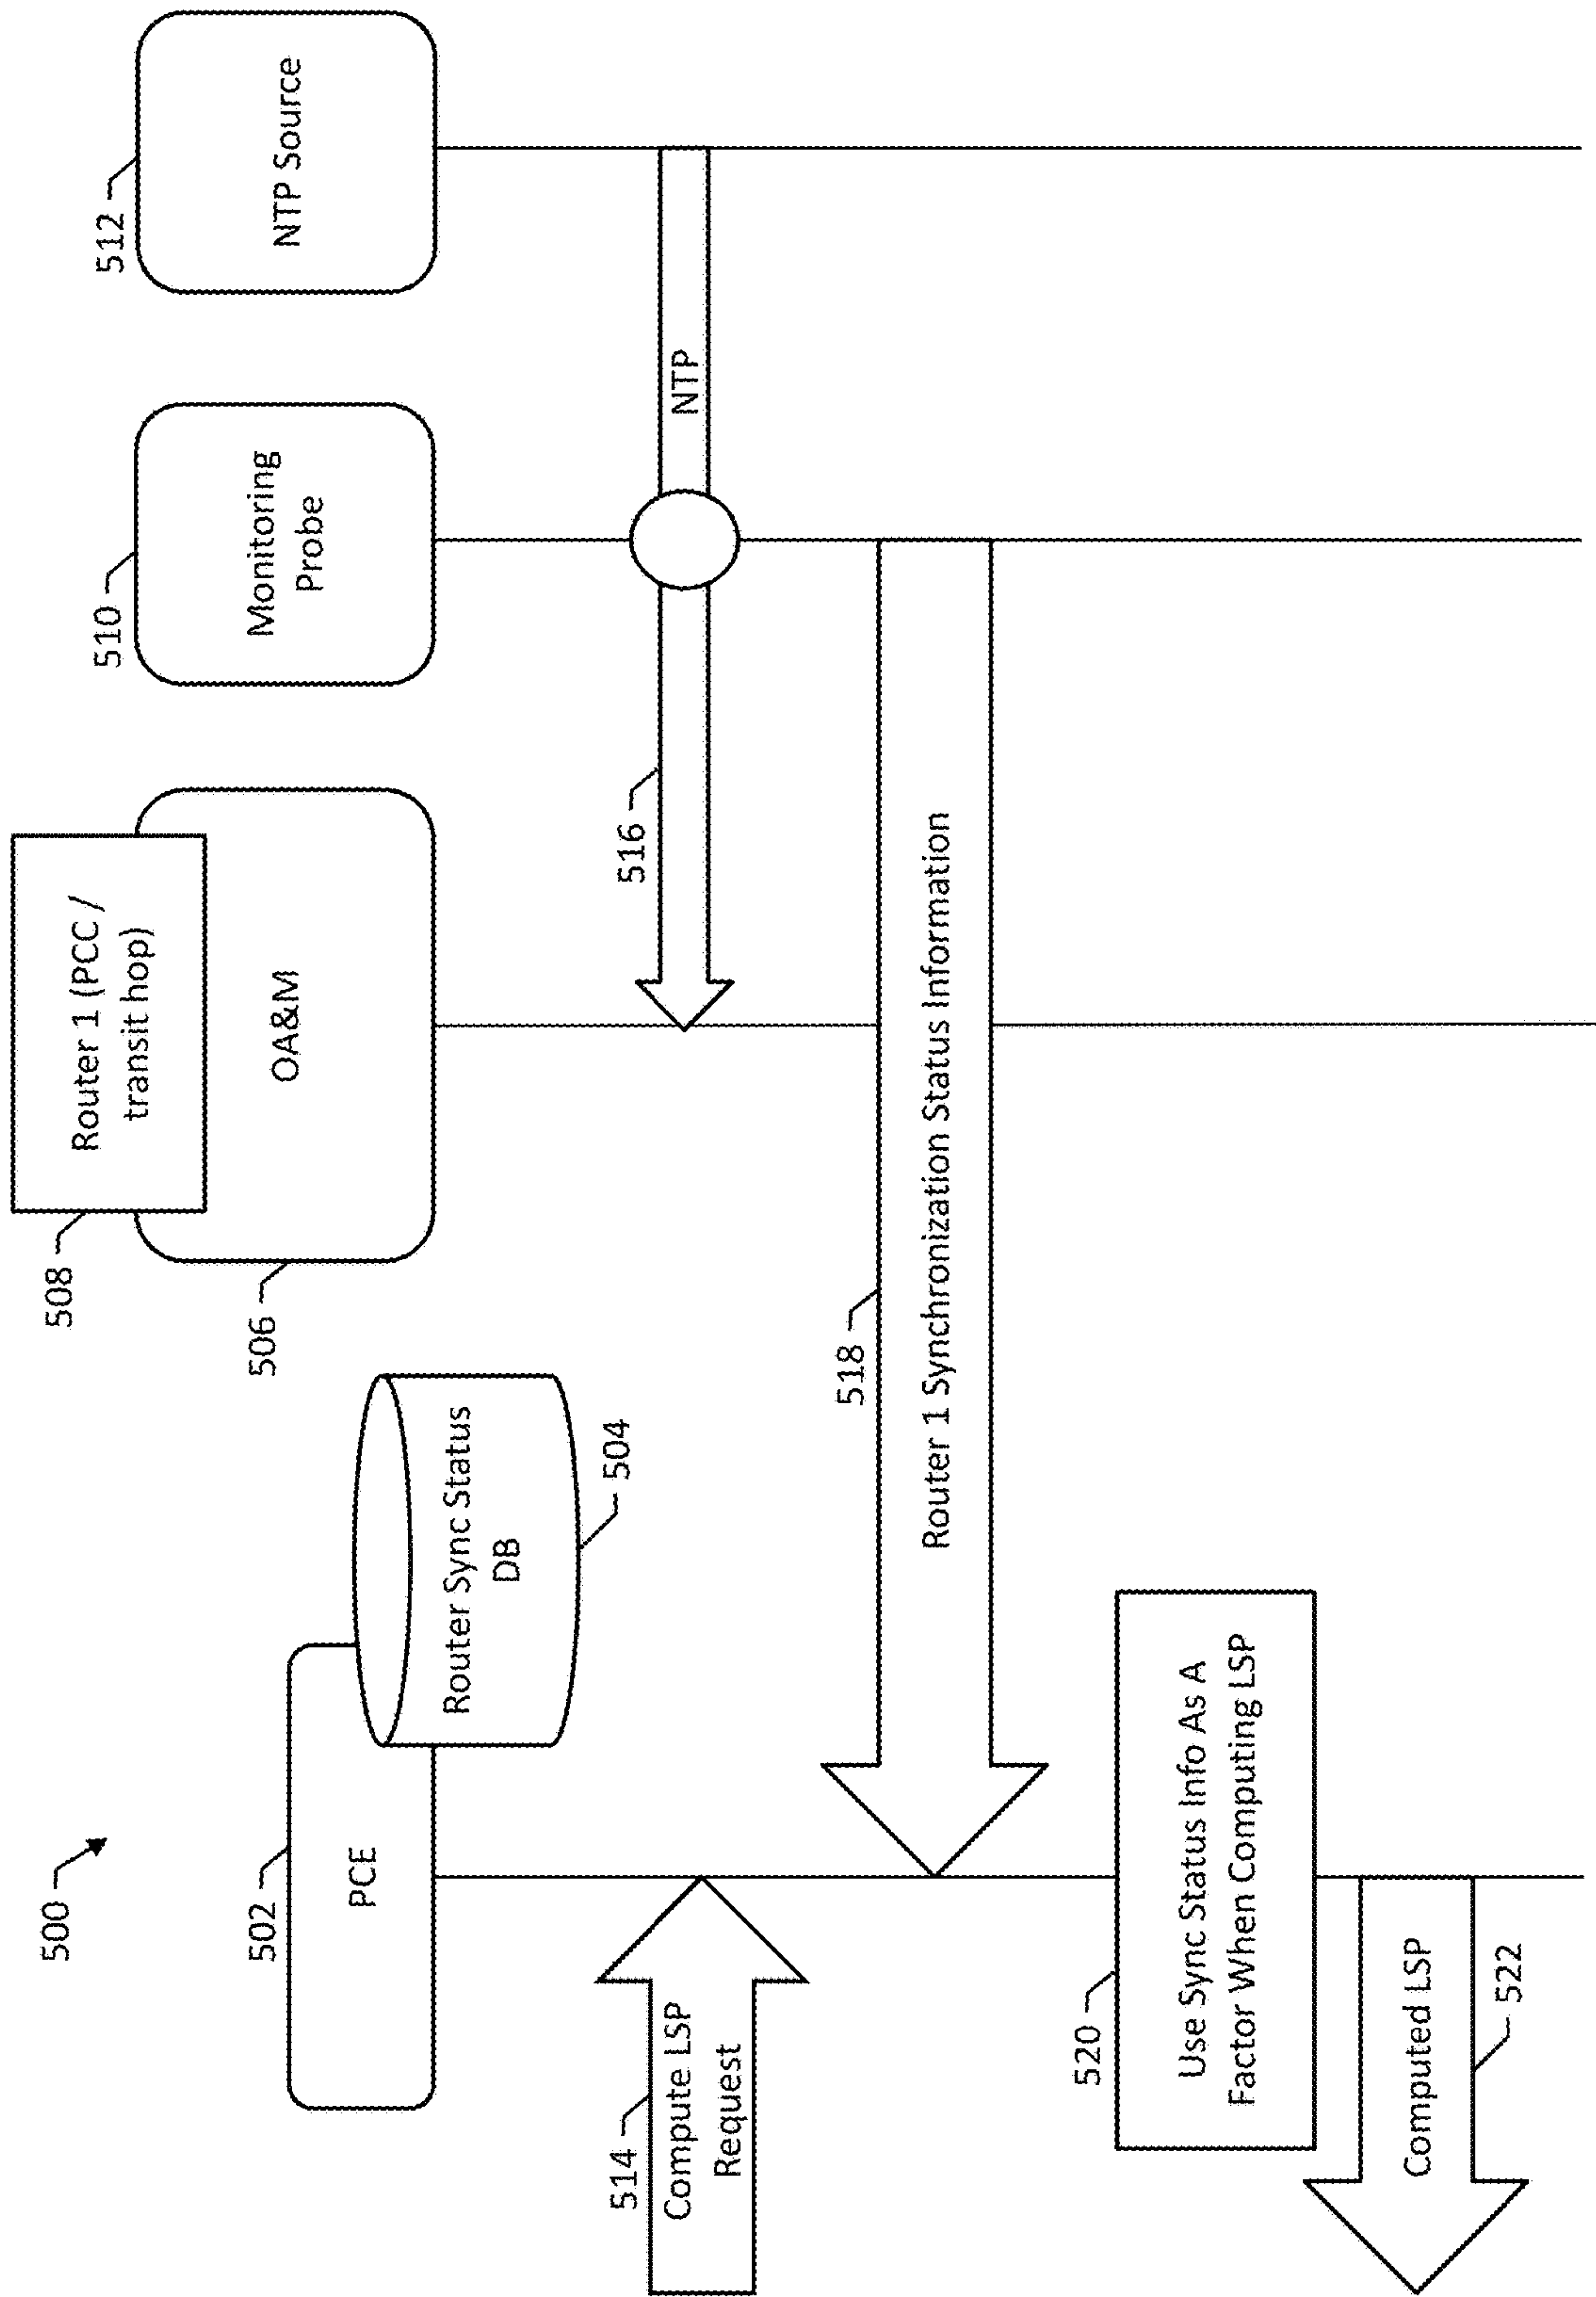 500
502
PCE
Router Sync Status
DB
504
508
Router 1 (PCC /
transit hop)
506
OA&M
510
Monitoring
Probe
512
NTP Source
514
Compute LSP
Request
516
NTP
518
Router 1 Synchronization Status Information
520
Use Sync Status Info As A
Factor When Computing LSP
Computed LSP
522